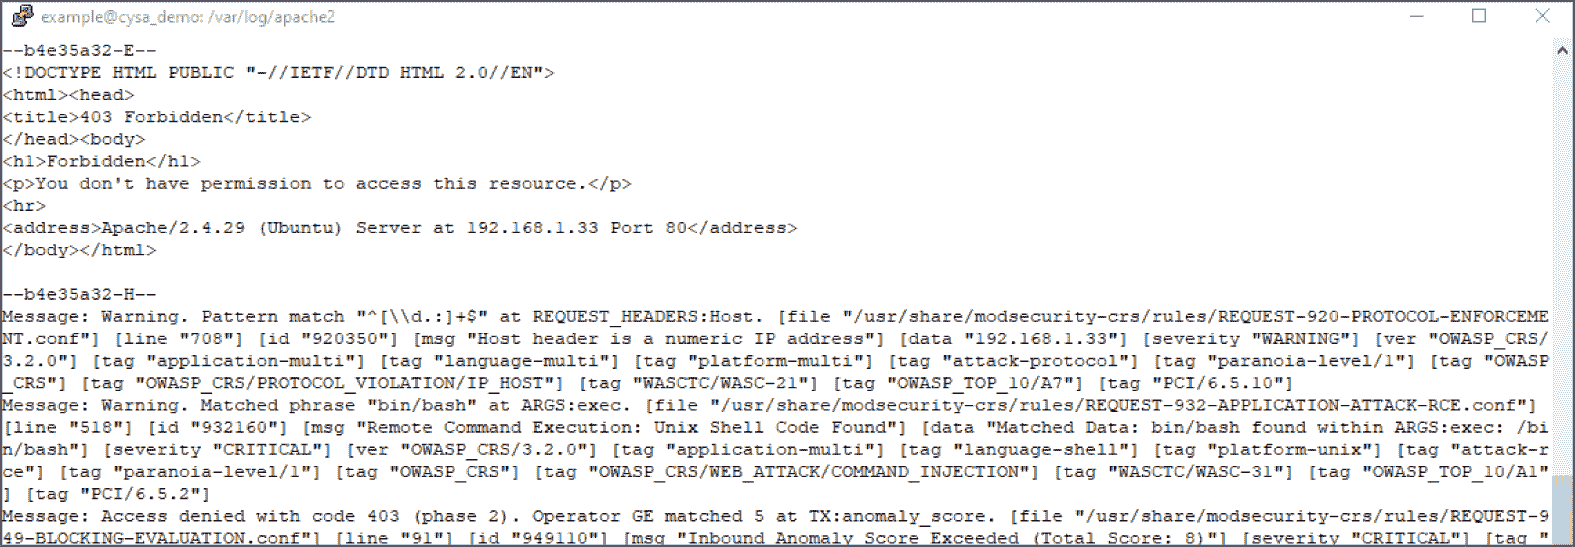 example@cysa_demo: /var/log/apache2
--b4e35a32-E--
<!DOCTYPE HTML PUBLIC "-//IETF//DTD HTML 2.0//EN">
<html><head>
<title>403 Forbidden</title>
</head><body>
<h1>Forbidden</h1>
<p>You don't have permission to access this resource.</p>
<hr>
<address>Apache/2.4.29 (Ubuntu) Server at 192.168.1.33 Port 80</address>
</body></html>
--b4e35a32-H--
Message: Warning. Pattern match "^[\\d.:]+$" at REQUEST_HEADERS:Host. [file "/usr/share/modsecurity-crs/rules/REQUEST-920-PROTOCOL-ENFORCEME
NT.conf"] [line "708"] [id "920350"] [msg "Host header is a numeric IP address"] [data "192.168.1.33"] [severity "WARNING"] [ver "OWASP_CRS/
3.2.0"] [tag "application-multi"] [tag "language-multi"] [tag "platform-multi"] [tag "attack-protocol"] [tag "paranoia-level/1"] [tag "OWASP
_CRS"] [tag "OWASP_CRS/PROTOCOL_VIOLATION/IP_HOST"] [tag "WASCTC/WASC-21"] [tag "OWASP_TOP_10/A7"] [tag "PCI/6.5.10"]
Message: Warning. Matched phrase "bin/bash" at ARGS:exec. [file "/usr/share/modsecurity-crs/rules/REQUEST-932-APPLICATION-ATTACK-RCE.conf"]
[line "518"] [id "932160"] [msg "Remote Command Execution: Unix Shell Code Found"] [data "Matched Data: bin/bash found within ARGS:exec: /bi
n/bash"] [severity "CRITICAL"] [ver "OWASP_CRS/3.2.0"] [tag "application-multi"] [tag "language-shell"] [tag "platform-unix"] [tag "attack-r
ce"] [tag "paranoia-level/1"] [tag "OWASP_CRS"] [tag "OWASP_CRS/WEB_ATTACK/COMMAND_INJECTION"] [tag "WASCTC/WASC-31"] [tag "OWASP_TOP_10/A1"
] [tag "PCI/6.5.2"]
Message: Access denied with code 403 (phase 2). Operator GE matched 5 at TX:anomaly_score. [file "/usr/share/modsecurity-crs/rules/REQUEST-9
49-BLOCKING-EVALUATION.conf"] [line "91"] [id "949110"] [msg "Inbound Anomaly Score Exceeded (Total Score: 8)"] [severity "CRITICAL"] [tag "